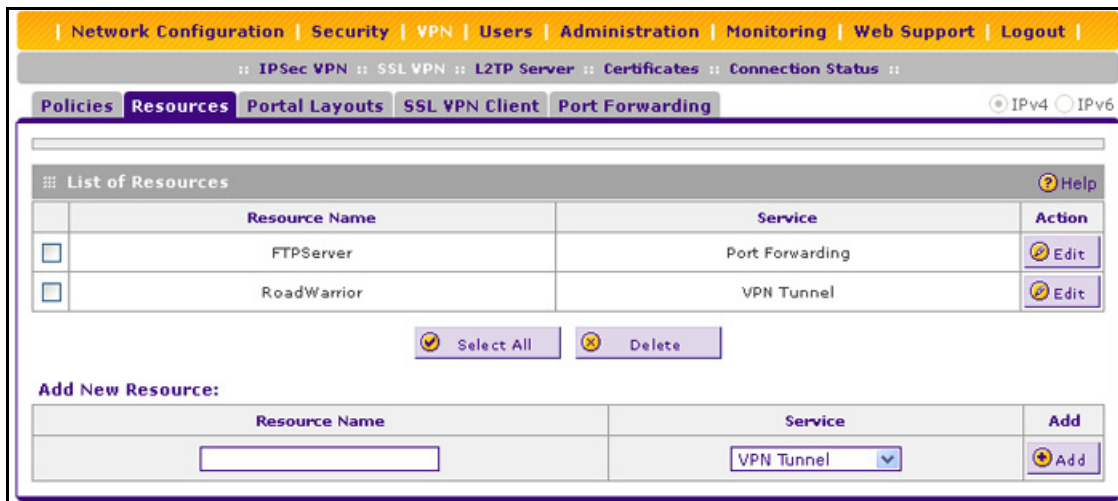 | Network Configuration | Security | VPN | Users | Administration | Monitoring | Web Support | Logout |
:: IPSec VPN :: SSL VPN :: L2TP Server :: Certificates :: Connection Status ::
Policies Resources Portal Layouts SSL VPN Client Port Forwarding IPv4 IPv6
List of Resources ? Help
Resource Name Service Action
FTPServer Port Forwarding Edit
RoadWarrior VPN Tunnel Edit
Select All Delete
Add New Resource:
Resource Name Service Add
VPN Tunnel Add